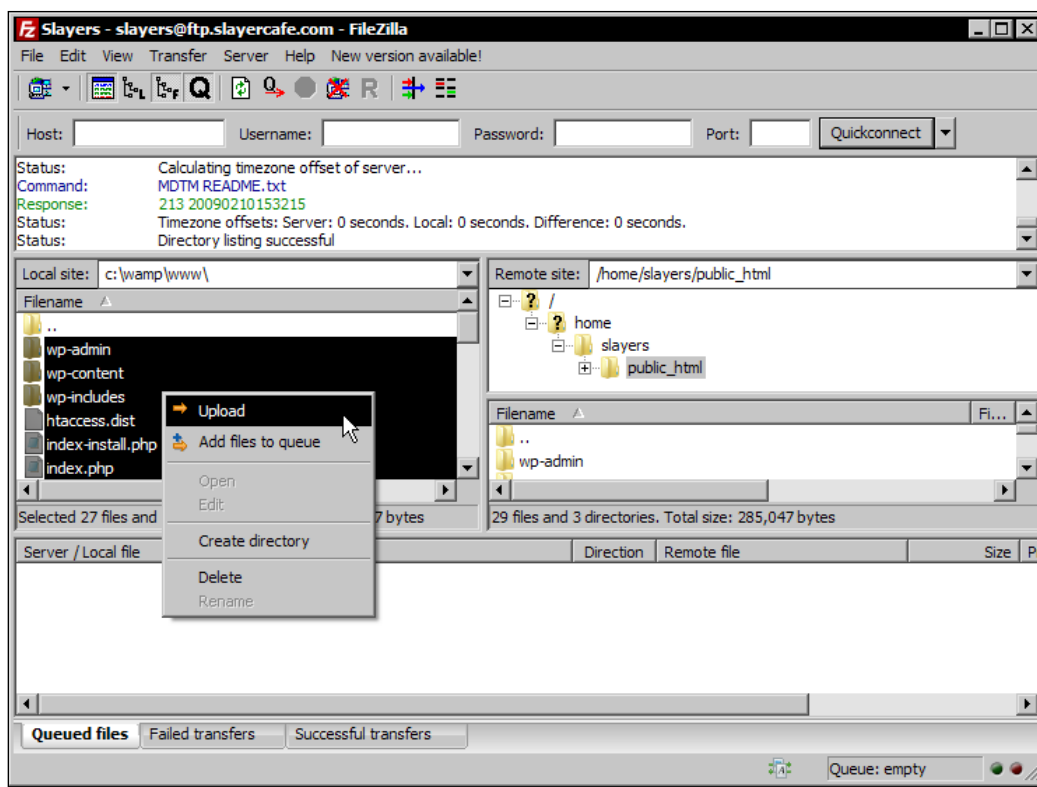 Slayers - slayers@ftp.slayercafe.com - FileZilla
File Edit View Transfer Server Help New version available!
Host: Username: Password: Port: Quickconnect
Status: Calculating timezone offset of server...
Command: MDTM README.txt
Response: 213 20090210153215
Status: Timezone offsets: Server: 0 seconds. Local: 0 seconds. Difference: 0 seconds.
Status: Directory listing successful
Local site: c:\wamp\www\
Filename
..
wp-admin
wp-content
wp-includes
htaccess.dist
index-install.php
index.php
Selected 27 files and 7 bytes
Upload
Add files to queue
Open
Edit
Create directory
Delete
Rename
Remote site: /home/slayers/public_html
/
home
slayers
public_html
Filename Fi...
..
wp-admin
29 files and 3 directories. Total size: 285,047 bytes
Server / Local file Direction Remote file Size P
Queued files Failed transfers Successful transfers
Queue: empty